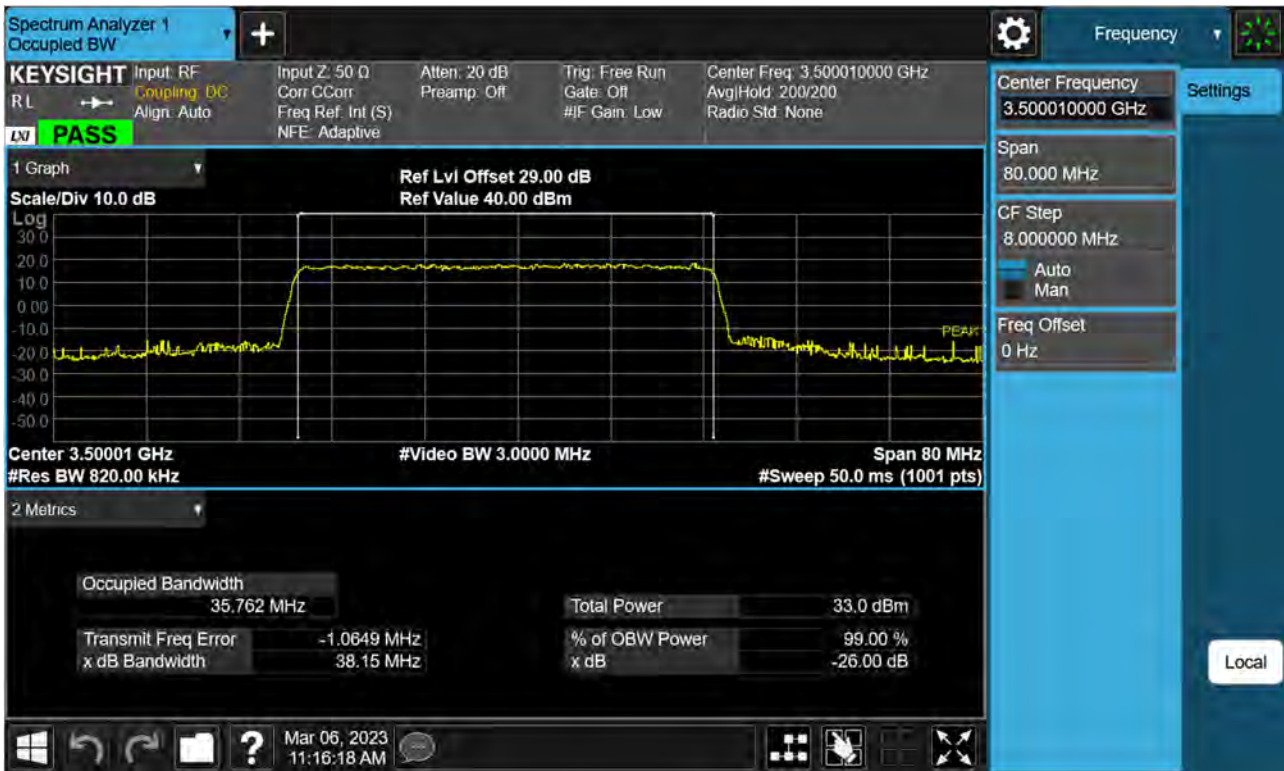 Spectrum Analyzer 1
Occupied BW
+
Frequency
KEYSIGHT
R L
LXI
PASS
Input: RF
Coupling: DC
Align: Auto
Input Z: 50 Ω
Corr CCorr
Freq Ref: Int (S)
NFE: Adaptive
Atten: 20 dB
Preamp: Off
Trig: Free Run
Gate: Off
#IF Gain: Low
Center Freq: 3.500010000 GHz
Avg|Hold: 200/200
Radio Std: None
Center Frequency
3.500010000 GHz
Settings
Span
80.000 MHz
CF Step
8.000000 MHz
Auto
Man
Freq Offset
0 Hz
Local
1 Graph
Scale/Div 10.0 dB
Ref Lvl Offset 29.00 dB
Ref Value 40.00 dBm
Log
30.0
20.0
10.0
0.00
-10.0
-20.0
-30.0
-40.0
-50.0
PEAK
Center 3.50001 GHz
#Video BW 3.0000 MHz
Span 80 MHz
#Res BW 820.00 kHz
#Sweep 50.0 ms (1001 pts)
2 Metrics
Occupied Bandwidth
35.762 MHz
Total Power 33.0 dBm
Transmit Freq Error -1.0649 MHz
% of OBW Power 99.00 %
x dB Bandwidth 38.15 MHz
x dB -26.00 dB
?
Mar 06, 2023
11:16:18 AM